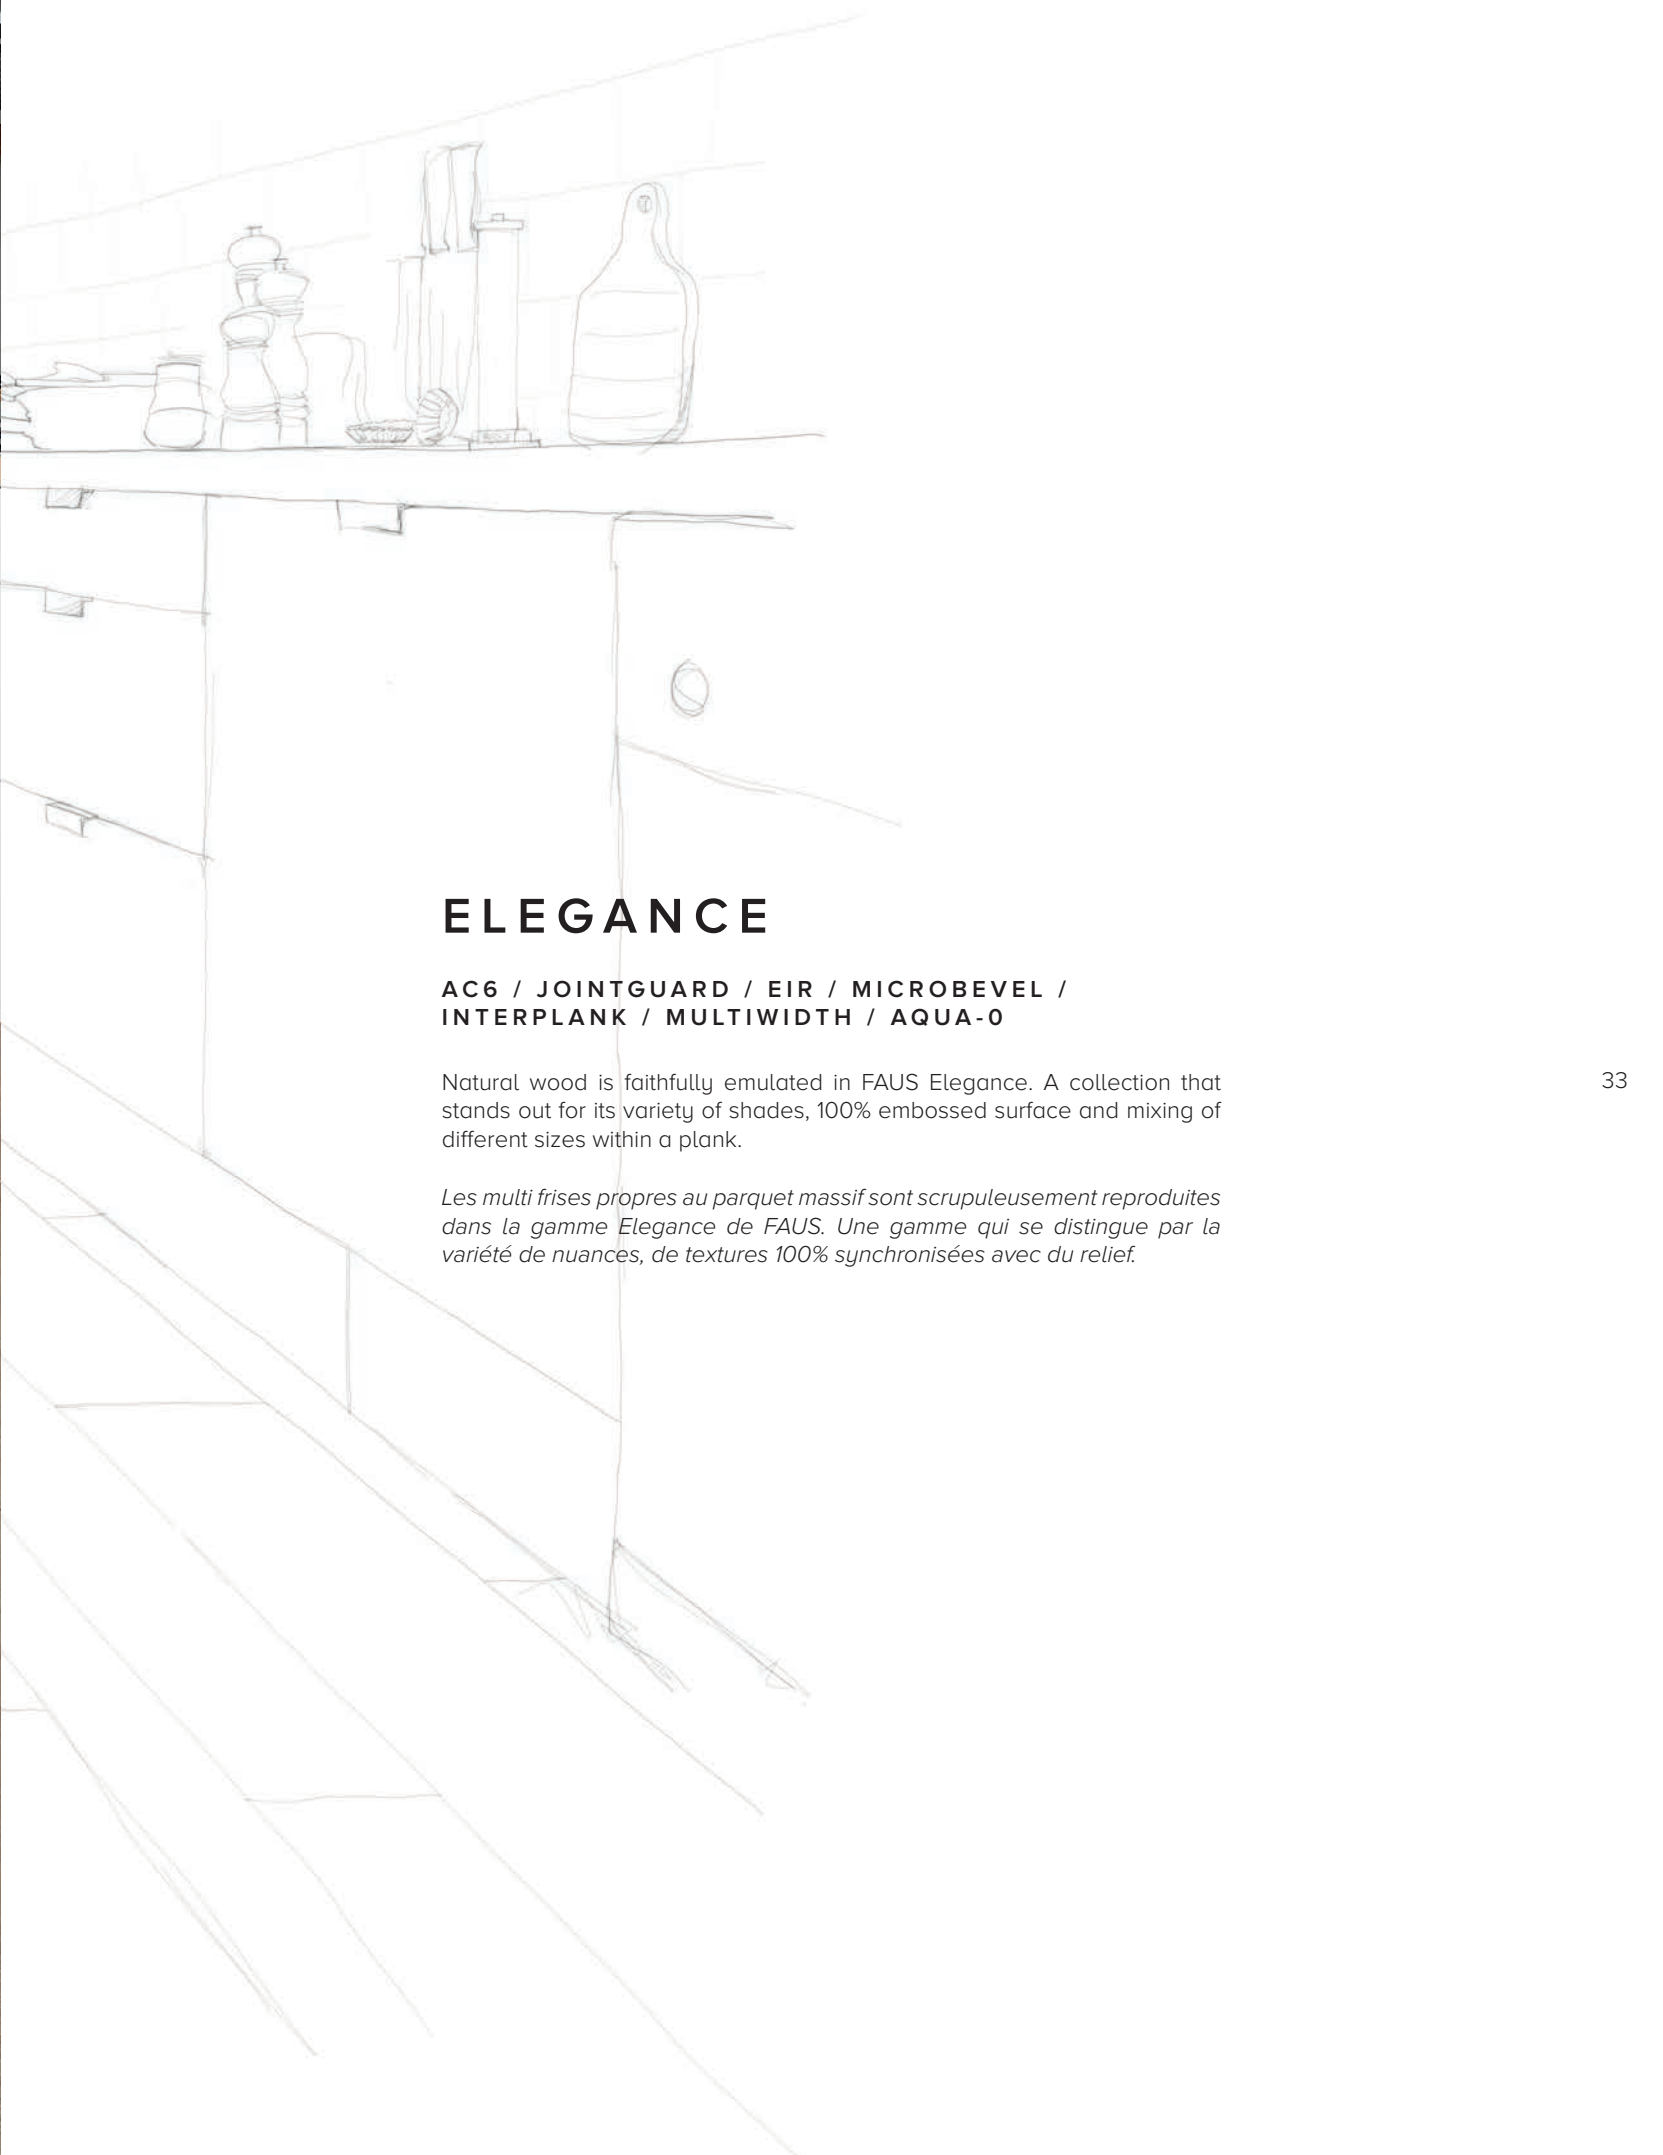 ELEGANCE
AC6 / JOINTGUARD / EIR / MICROBEVEL /
INTERPLANK / MULTIWIDTH / AQUA-0
Natural wood is faithfully emulated in FAUS Elegance. A collection that
stands out for its variety of shades, 100% embossed surface and mixing of
different sizes within a plank.
33
Les multi frises propres au parquet massif sont scrupuleusement reproduites
dans la gamme Elegance de FAUS. Une gamme qui se distingue par la
variété de nuances, de textures 100% synchronisées avec du relief.